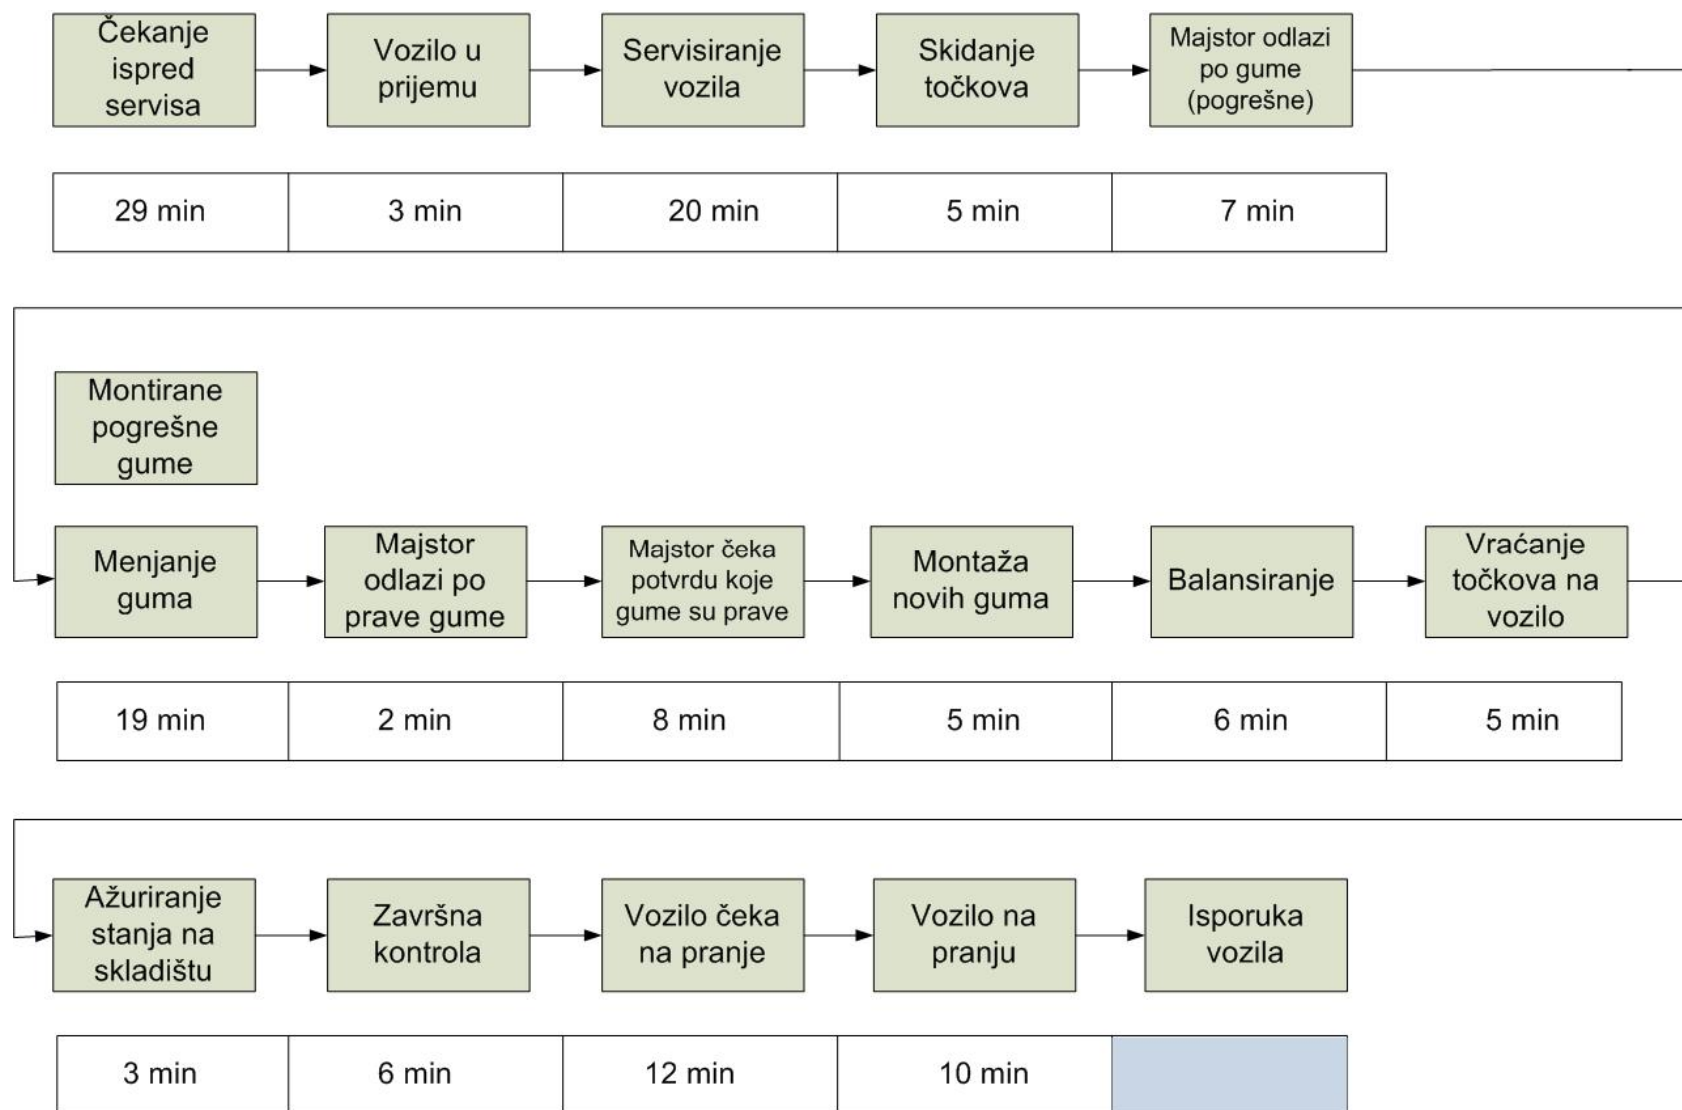 Čekanje
ispred
servisa
Vozilo u
prijemu
Servisiranje
vozila
Skidanje
točkova
Majstor odlazi
po gume
(pogrešne)
29 min
3 min
20 min
5 min
7 min
Montirane
pogrešne
gume
Menjanje
guma
Majstor
odlazi po
prave gume
Majstor čeka
potvrdu koje
gume su prave
Montaža
novih guma
Balansiranje
Vraćanje
točkova na
vozilo
19 min
2 min
8 min
5 min
6 min
5 min
Ažuriranje
stanja na
skladištu
Završna
kontrola
Vozilo čeka
na pranje
Vozilo na
pranju
Isporuka
vozila
3 min
6 min
12 min
10 min